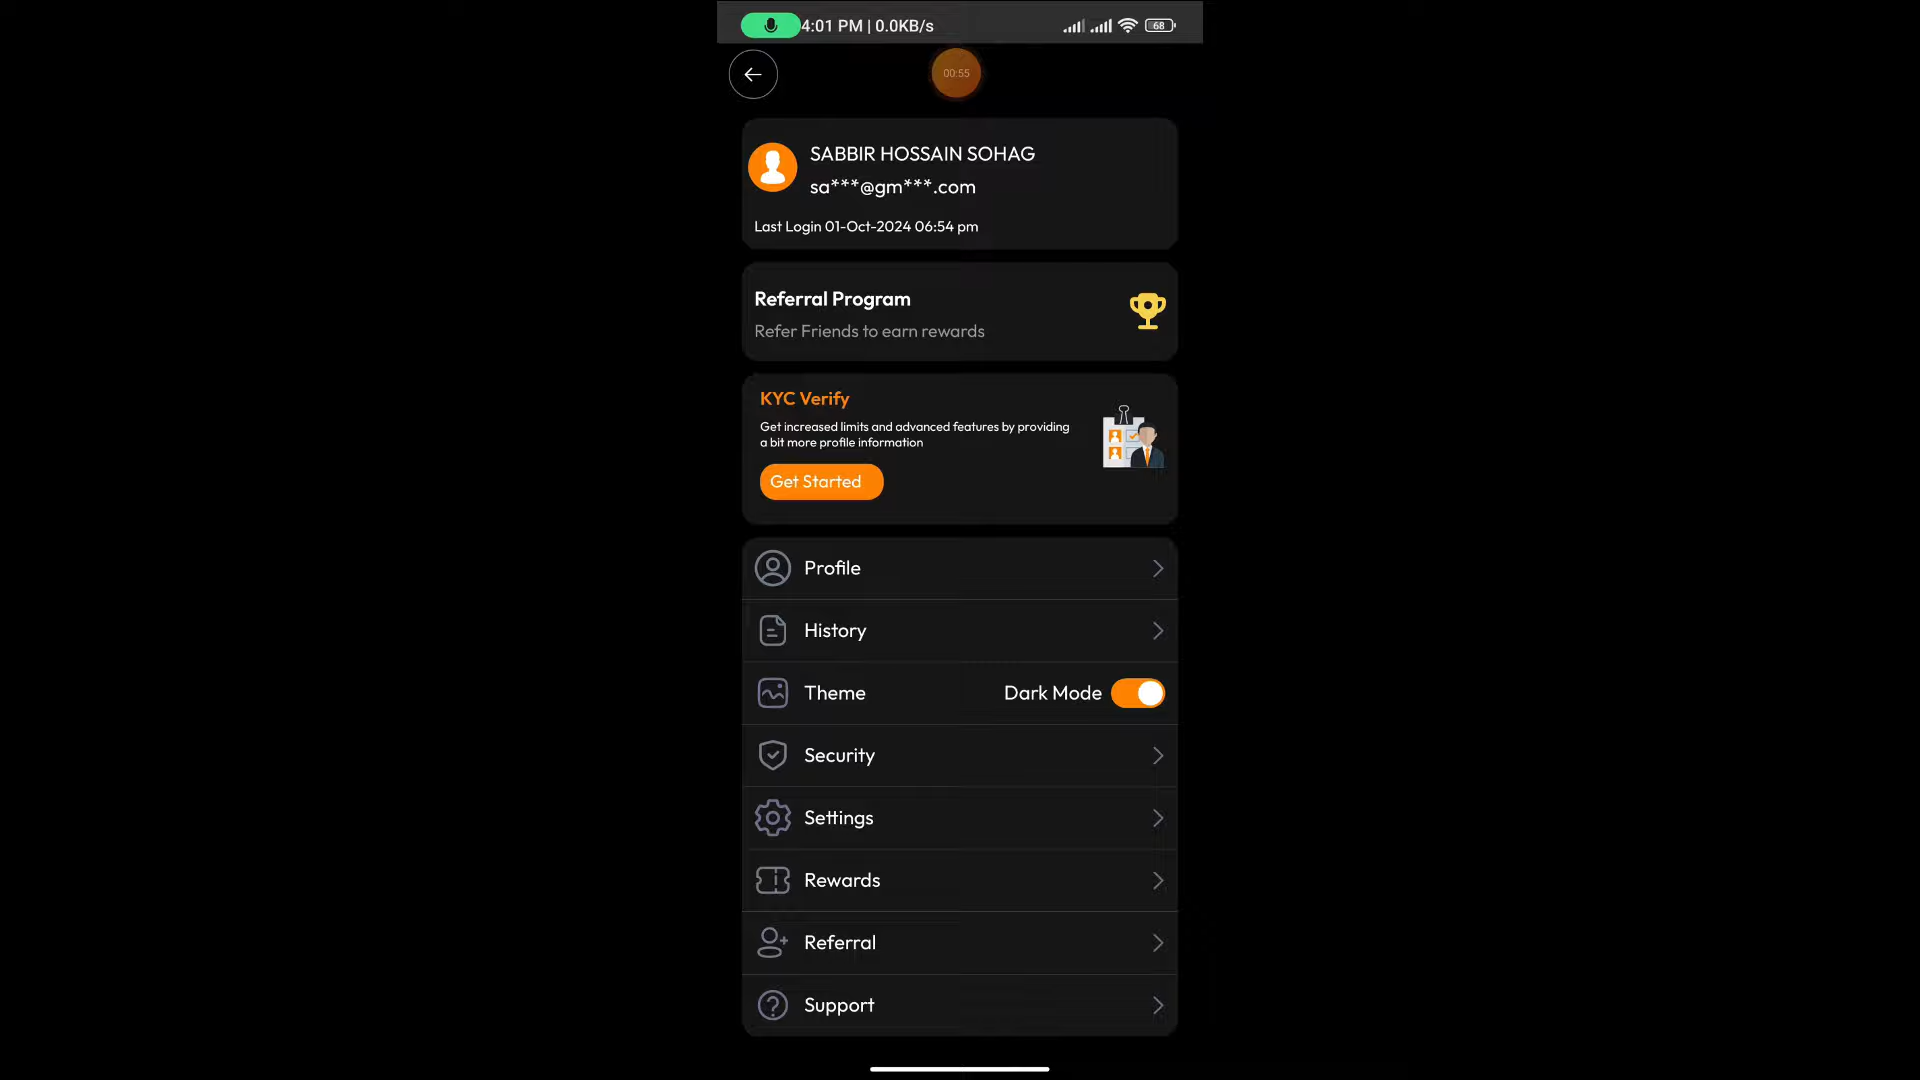 4:01 PM | 0.0KB/s
68
00:55
SABBIR HOSSAIN SOHAG
sa***@gm***.com
Last Login 01-Oct-2024 06:54 pm
Referral Program
Refer Friends to earn rewards
KYC Verify
Get increased limits and advanced features by providing
a bit more profile information
Get Started
Profile
History
Theme Dark Mode
Security
Settings
Rewards
Referral
Support